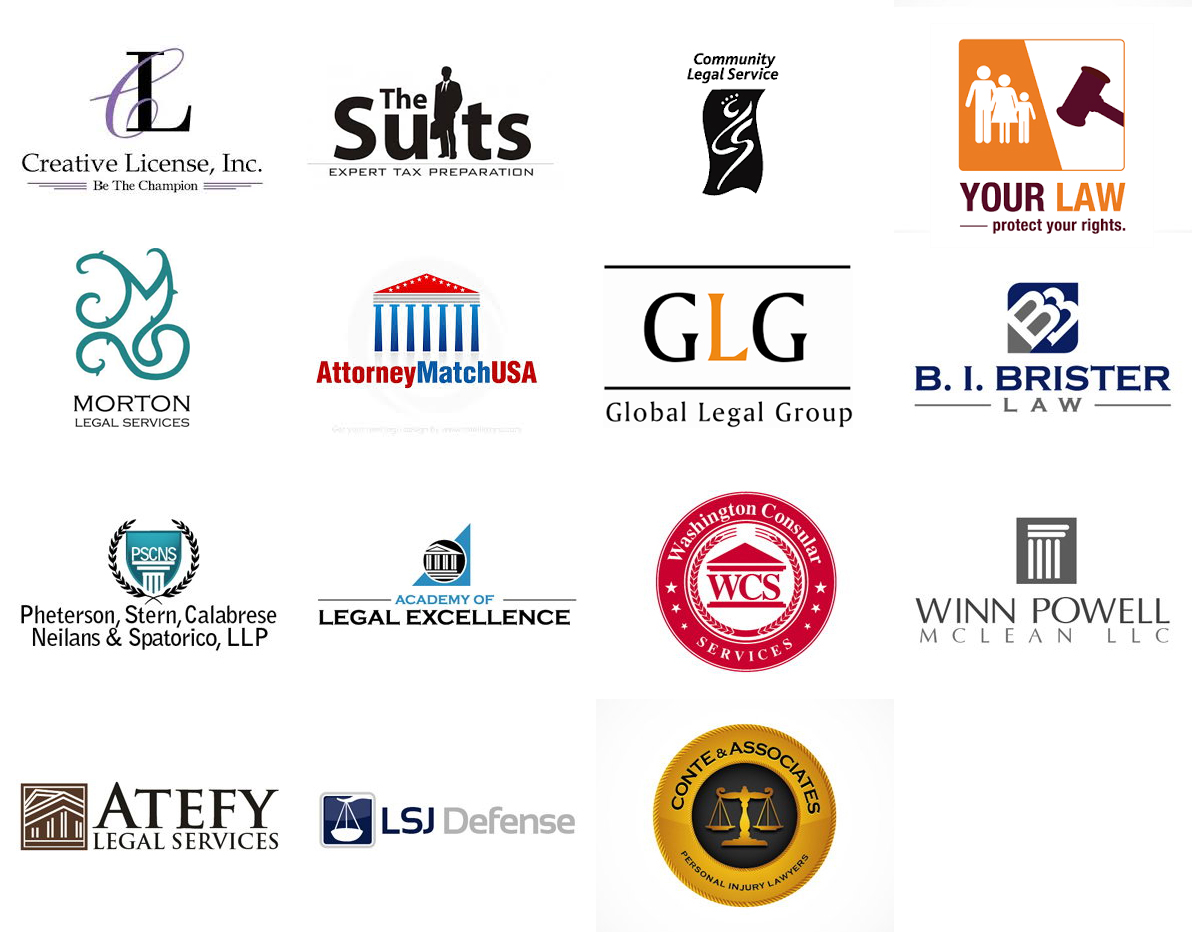 CL
Creative License, Inc.
Be The Champion
The
Suits
EXPERT TAX PREPARATION
Community
Legal Service
YOUR LAW
protect your rights.
MORTON
LEGAL SERVICES
AttorneyMatchUSA
GLG
Global Legal Group
B. I. BRISTER
LAW
PSCNS
Pheterson, Stern, Calabrese
Neilans & Spatorico, LLP
ACADEMY OF
LEGAL EXCELLENCE
Washington Consular
WCS
SERVICES
WINN POWELL
MCLEAN LLC
ATEFY
LEGAL SERVICES
LSJ Defense
CONTE & ASSOCIATES
PERSONAL INJURY LAWYERS